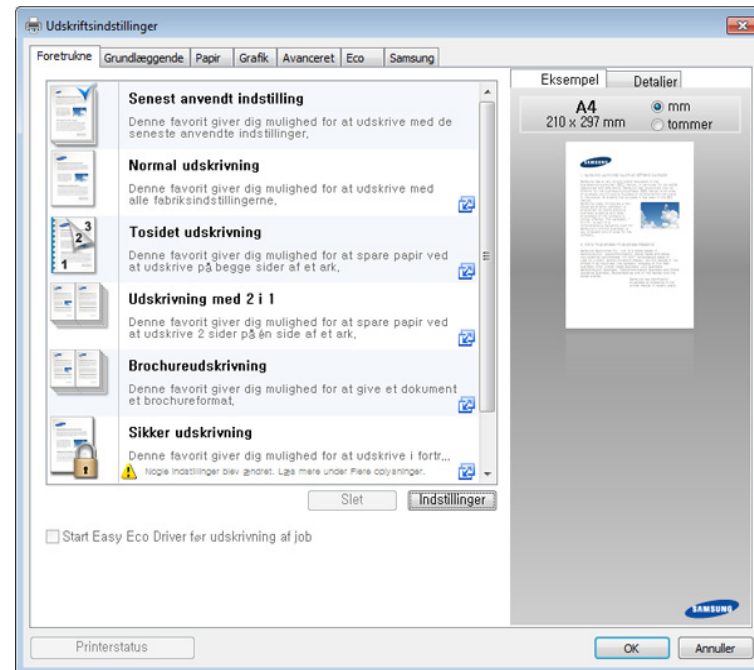 Udskriftsindstillinger
Foretrukne Grundlæggende Papir Grafik Avanceret Eco Samsung
Senest anvendt indstilling
Denne favorit giver dig mulighed for at udskrive med de
seneste anvendte indstillinger.
Normal udskrivning
Denne favorit giver dig mulighed for at udskrive med
alle fabriksindstillingerne.
Tosidet udskrivning
Denne favorit giver dig mulighed for at spare papir ved
at udskrive på begge sider af et ark.
Udskrivning med 2 i 1
Denne favorit giver dig mulighed for at spare papir ved
at udskrive 2 sider på én side af et ark.
Brochureudskrivning
Denne favorit giver dig mulighed for at give et dokument
et brochureformat.
Sikker udskrivning
Denne favorit giver dig mulighed for at udskrive i fortr...
Nogle indstillinger blev ændret. Læs mere under Flere oplysninger.
Slet Indstillinger
Start Easy Eco Driver før udskrivning af job
Printerstatus
Eksempel Detaljer
A4
210 x 297 mm
mm
tommer
SAMSUNG
SAMSUNG
OK Annuller